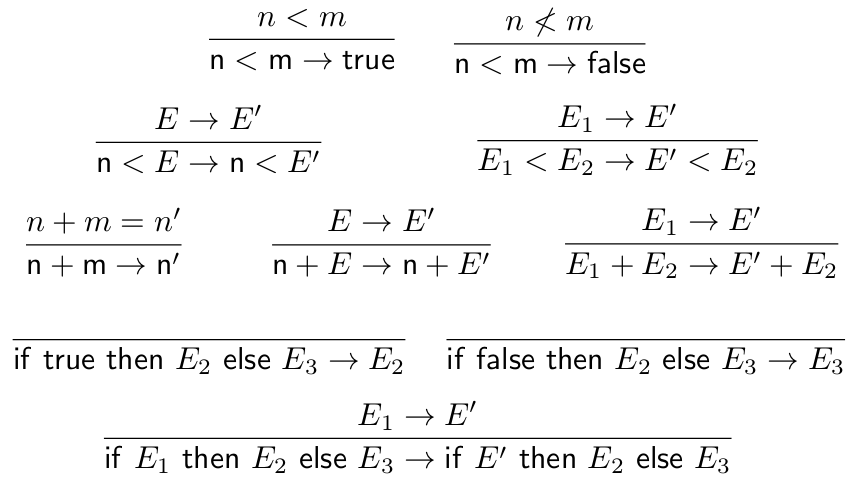 n < m n ≮ m
n < m → true n < m → false
E → E′ E₁ → E′
n < E → n < E′ E₁ < E₂ → E′ < E₂
n + m = n′ E → E′ E₁ → E′
n + m → n′ n + E → n + E′ E₁ + E₂ → E′ + E₂
if true then E₂ else E₃ → E₂ if false then E₂ else E₃ → E₃
E₁ → E′
if E₁ then E₂ else E₃ → if E′ then E₂ else E₃